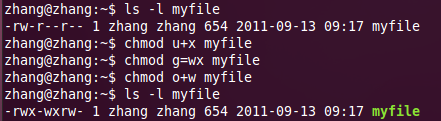 zhang@zhang:~$ ls -l myfile
-rw-r--r-- 1 zhang zhang 654 2011-09-13 09:17 myfile
zhang@zhang:~$ chmod u+x myfile
zhang@zhang:~$ chmod g=wx myfile
zhang@zhang:~$ chmod o+w myfile
zhang@zhang:~$ ls -l myfile
-rwx-wxrw- 1 zhang zhang 654 2011-09-13 09:17 myfile